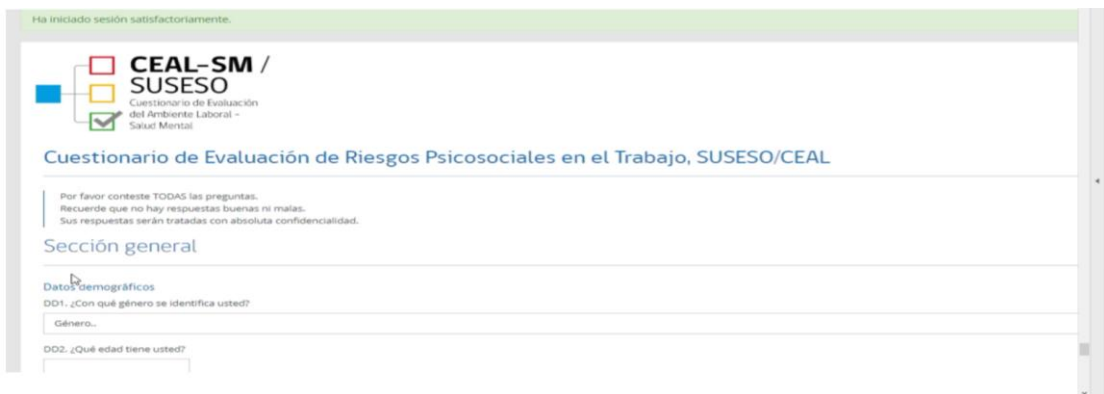 Ha iniciado sesión satisfactoriamente.
CEAL-SM /
SUSESO
Cuestionario de Evaluación
del Ambiente Laboral –
Salud Mental
Cuestionario de Evaluación de Riesgos Psicosociales en el Trabajo, SUSESO/CEAL
Por favor conteste TODAS las preguntas.
Recuerde que no hay respuestas buenas ni malas.
Sus respuestas serán tratadas con absoluta confidencialidad.
Sección general
Datos demográficos
DD1. ¿Con qué género se identifica usted?
Género..
DD2. ¿Qué edad tiene usted?